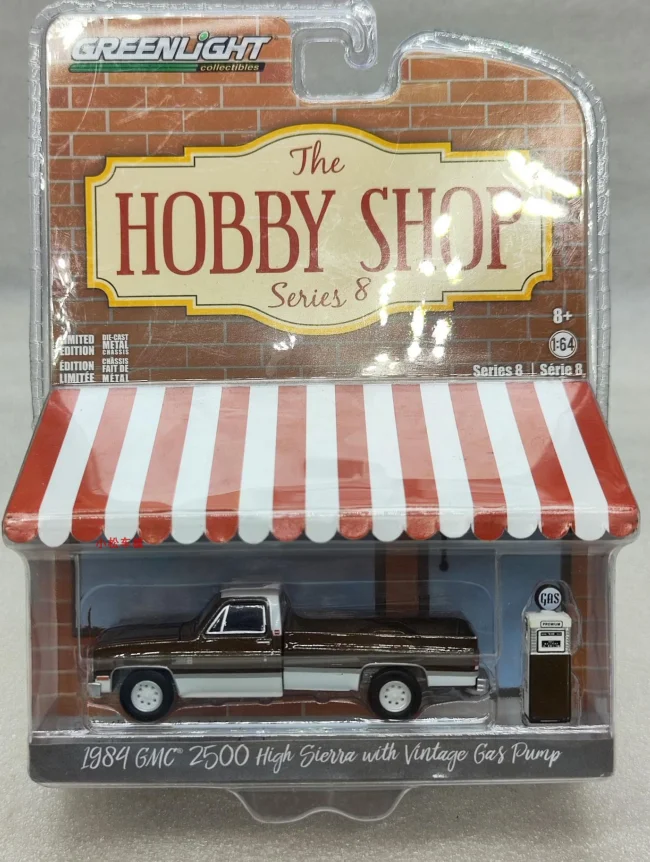 GREENLIGHT
collectibles
The
HOBBY SHOP
Series 8
8+
1:64
LIMITED
EDITION
DIE-CAST
METAL
CHASSIS
ÉDITION
LIMITÉE
CHÂSSIS
FAIT DE
MÉTAL
Series 8 | Série 8
GAS
PREMIUM
1984 GMC® 2500 High Sierra with Vintage Gas Pump